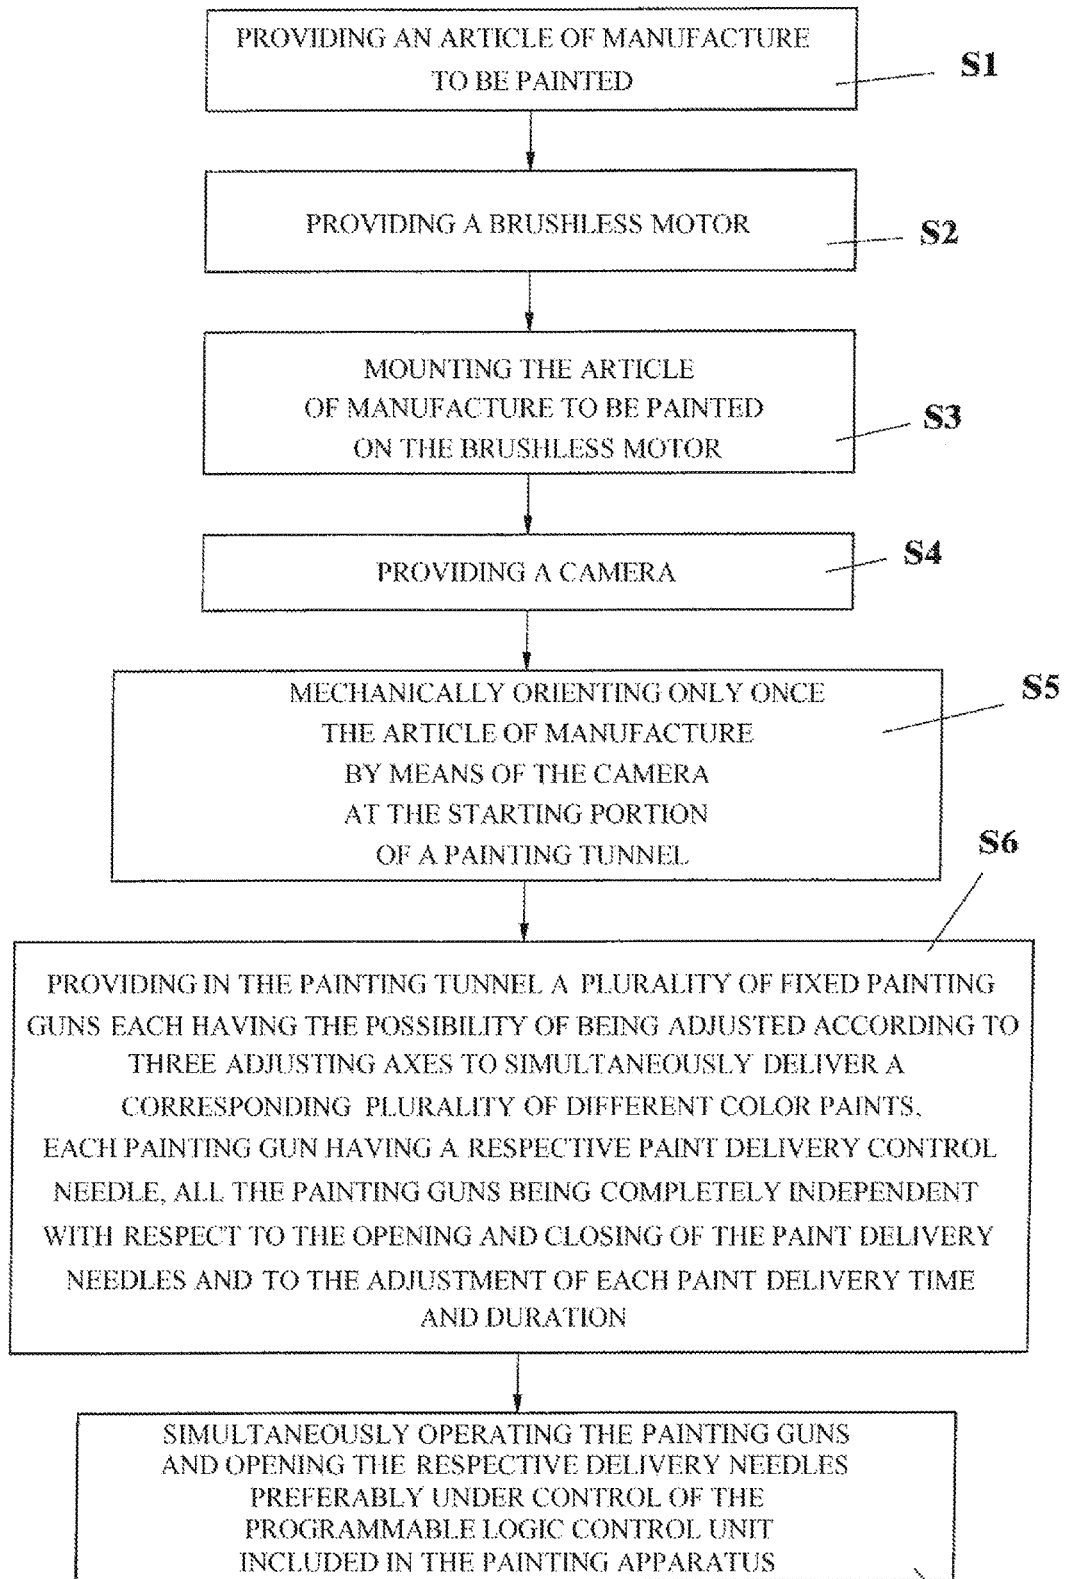 PROVIDING AN ARTICLE OF MANUFACTURE
TO BE PAINTED
S1
PROVIDING A BRUSHLESS MOTOR
S2
MOUNTING THE ARTICLE
OF MANUFACTURE TO BE PAINTED
ON THE BRUSHLESS MOTOR
S3
PROVIDING A CAMERA
S4
MECHANICALLY ORIENTING ONLY ONCE
THE ARTICLE OF MANUFACTURE
BY MEANS OF THE CAMERA
AT THE STARTING PORTION
OF A PAINTING TUNNEL
S5
S6
PROVIDING IN THE PAINTING TUNNEL A PLURALITY OF FIXED PAINTING
GUNS EACH HAVING THE POSSIBILITY OF BEING ADJUSTED ACCORDING TO
THREE ADJUSTING AXES TO SIMULTANEOUSLY DELIVER A
CORRESPONDING PLURALITY OF DIFFERENT COLOR PAINTS,
EACH PAINTING GUN HAVING A RESPECTIVE PAINT DELIVERY CONTROL
NEEDLE, ALL THE PAINTING GUNS BEING COMPLETELY INDEPENDENT
WITH RESPECT TO THE OPENING AND CLOSING OF THE PAINT DELIVERY
NEEDLES AND TO THE ADJUSTMENT OF EACH PAINT DELIVERY TIME
AND DURATION
SIMULTANEOUSLY OPERATING THE PAINTING GUNS
AND OPENING THE RESPECTIVE DELIVERY NEEDLES
PREFERABLY UNDER CONTROL OF THE
PROGRAMMABLE LOGIC CONTROL UNIT
INCLUDED IN THE PAINTING APPARATUS